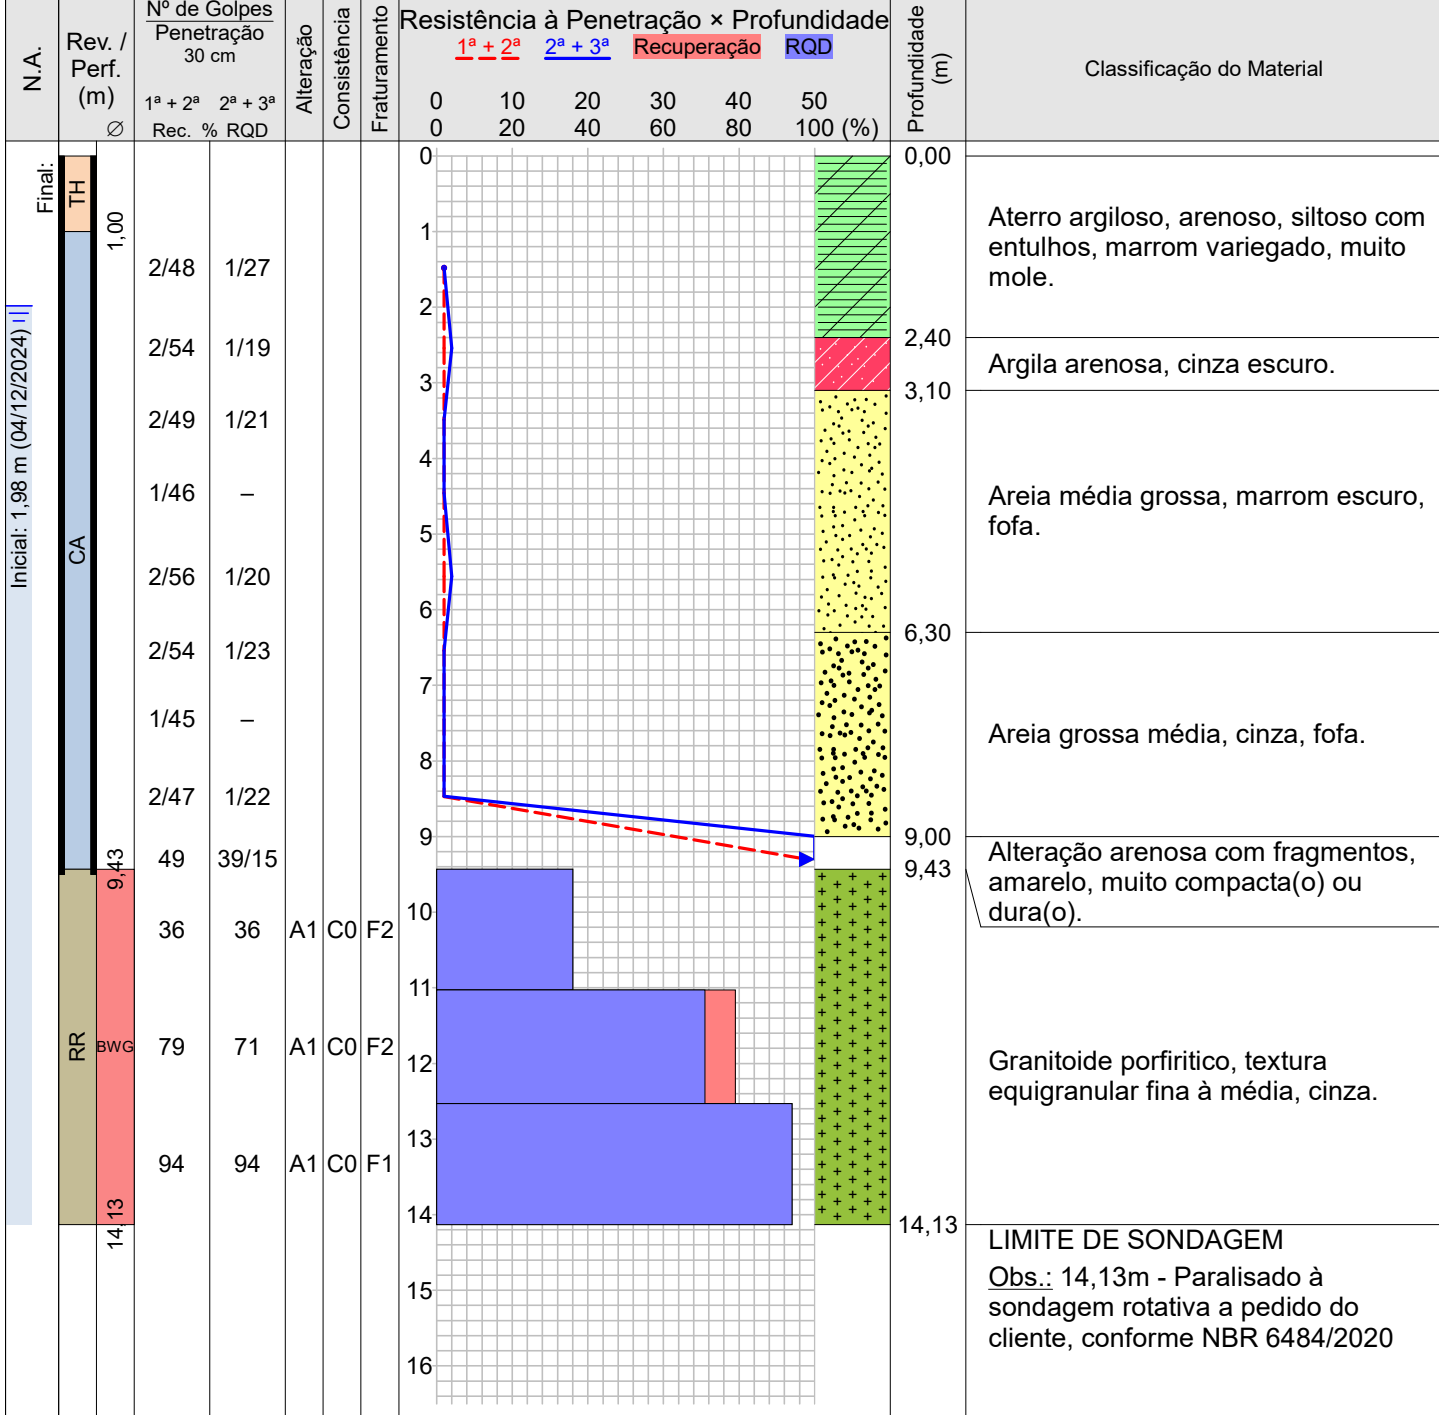 N.A.
Rev. /
Perf.
(m)
∅
Nº de Golpes
Penetração
30 cm
1ª + 2ª 2ª + 3ª
Rec. % RQD
Alteração
Consistência
Fraturamento
Resistência à Penetração × Profundidade
1ª + 2ª 2ª + 3ª Recuperação RQD
0 10 20 30 40 50
0 20 40 60 80 100 (%)
Profundidade
(m)
Classificação do Material
Final:
Inicial: 1,98 m (04/12/2024)
TH
1,00
CA
9,43
RR
BWG
14,13
2/48 1/27
2/54 1/19
2/49 1/21
1/46 –
2/56 1/20
2/54 1/23
1/45 –
2/47 1/22
49 39/15
36 36 A1 C0 F2
79 71 A1 C0 F2
94 94 A1 C0 F1
0
1
2
3
4
5
6
7
8
9
10
11
12
13
14
15
16
0,00
2,40
3,10
6,30
9,00
9,43
14,13
Aterro argiloso, arenoso, siltoso com
entulhos, marrom variegado, muito
mole.
Argila arenosa, cinza escuro.
Areia média grossa, marrom escuro,
fofa.
Areia grossa média, cinza, fofa.
Alteração arenosa com fragmentos,
amarelo, muito compacta(o) ou
dura(o).
Granitoide porfiritico, textura
equigranular fina à média, cinza.
LIMITE DE SONDAGEM
Obs.: 14,13m - Paralisado à
sondagem rotativa a pedido do
cliente, conforme NBR 6484/2020